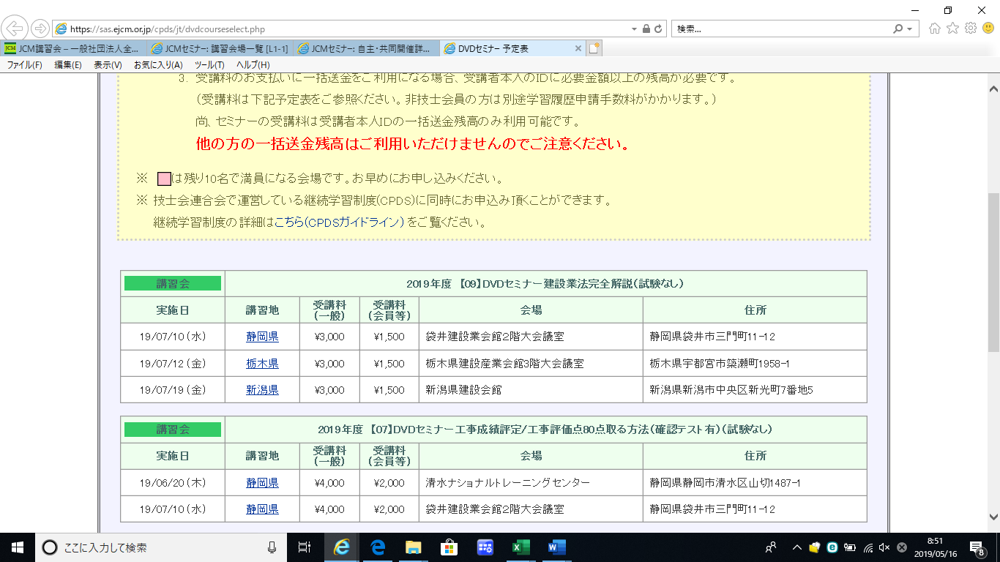 https://sas.ejcm.or.jp/cpds/jt/dvdcourseselect.php
検索...
JCM講習会 – 一般社団法人全...
JCMセミナー: 講習会場一覧 [L1-1]
JCMセミナー: 自主・共同開催詳...
DVDセミナー 予定表
ファイル(F) 編集(E) 表示(V) お気に入り(A) ツール(T) ヘルプ(H)
3. 受講料のお支払いに一括送金をご利用になる場合、受講者本人のIDに必要金額以上の残高が必要です。
（受講料は下記予定表をご参照ください。非技士会員の方は別途学習履歴申請手数料がかかります。）
尚、セミナーの受講料は受講者本人IDの一括送金残高のみ利用可能です。
他の方の一括送金残高はご利用いただけませんのでご注意ください。
※ は残り10名で満員になる会場です。お早めにお申し込みください。
※ 技士会連合会で運営している継続学習制度(CPDS)に同時にお申込み頂くことができます。
継続学習制度の詳細はこちら(CPDSガイドライン)をご覧ください。
講習会 2019年度 【09】DVDセミナー建設業法完全解説（試験なし）
実施日 講習地 受講料（一般） 受講料（会員等） 会場 住所
19/07/10（水） 静岡県 ¥3,000 ¥1,500 袋井建設業会館２階大会議室 静岡県袋井市三門町11-12
19/07/12（金） 栃木県 ¥3,000 ¥1,500 栃木県建設産業会館3階大会議室 栃木県宇都宮市簗瀬町1958-1
19/07/19（金） 新潟県 ¥3,000 ¥1,500 新潟県建設会館 新潟県新潟市中央区新光町7番地5
講習会 2019年度 【07】DVDセミナー工事成績評定/工事評価点80点取る方法（確認テスト有）（試験なし）
実施日 講習地 受講料（一般） 受講料（会員等） 会場 住所
19/06/20（木） 静岡県 ¥4,000 ¥2,000 清水ナショナルトレーニングセンター 静岡県静岡市清水区山切1487-1
19/07/10（水） 静岡県 ¥4,000 ¥2,000 袋井建設業会館２階大会議室 静岡県袋井市三門町11-12
ここに入力して検索
8:51
2019/05/16
8